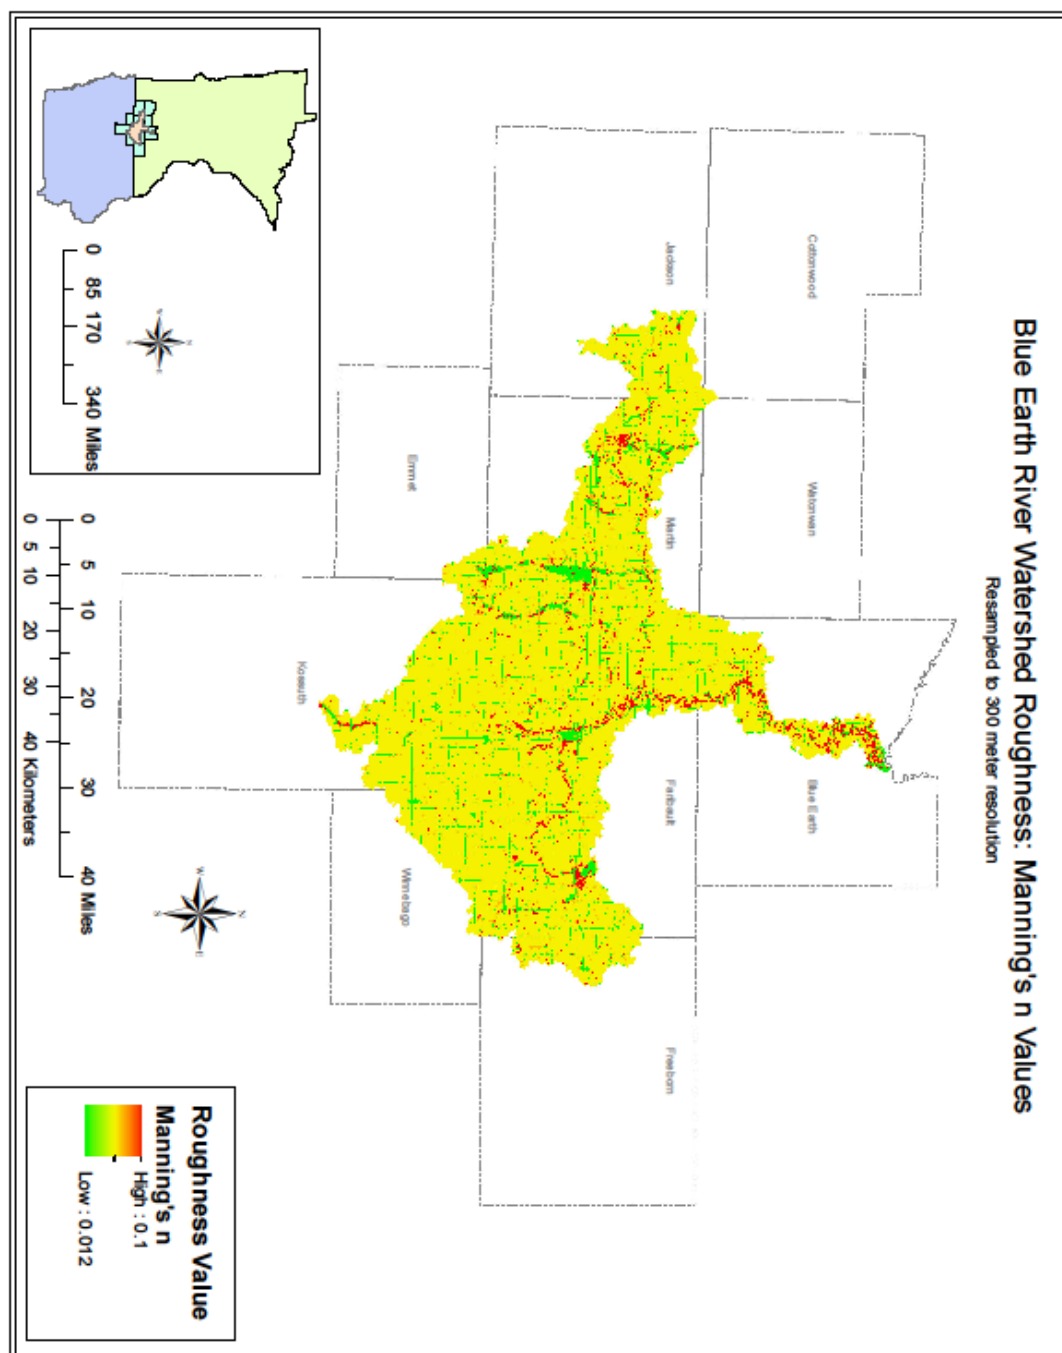 Blue Earth River Watershed Roughness: Manning's n Values
Resampled to 300 meter resolution
Cottonwood
Watonwan
Blue Earth
Jackson
Martin
Faribault
Freeborn
Emmet
Kossuth
Winnebago
0 85 170 340 Miles
0 5 10 20 30 40 Miles
0 5 10 20 30 40 Kilometers
N
W
E
Roughness Value
Manning's n
High : 0.1
Low : 0.012